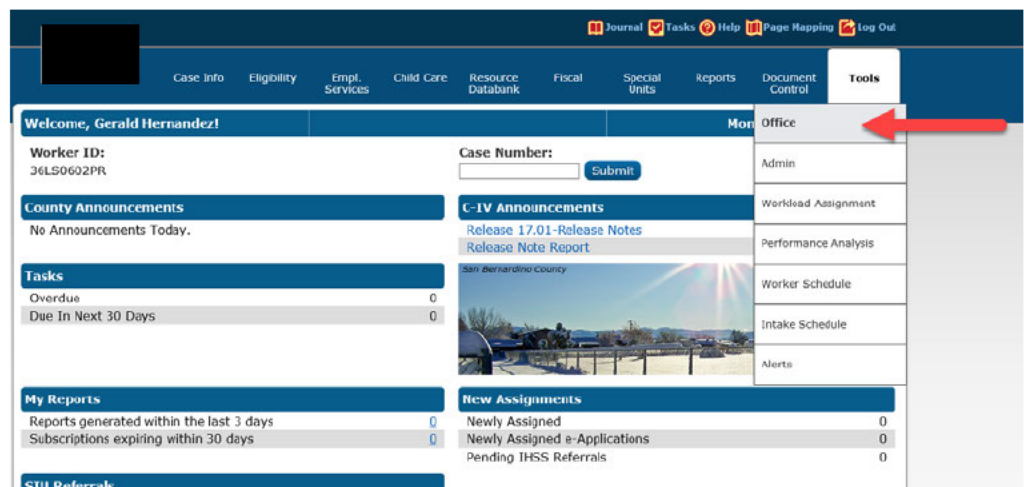 Journal Tasks Help Page Mapping Log Out
Case Info Eligibility Empl. Services Child Care Resource Databank Fiscal Special Units Reports Document Control Tools
Welcome, Gerald Hernandez! Mon
Office
Worker ID:
36LS0602PR
Case Number:
Submit
Admin
County Announcements
No Announcements Today.
C-IV Announcements
Release 17.01-Release Notes
Release Note Report
Workload Assignment
Performance Analysis
Tasks
Overdue 0
Due In Next 30 Days 0
San Bernardino County
Worker Schedule
Intake Schedule
Alerts
My Reports
Reports generated within the last 3 days 0
Subscriptions expiring within 30 days 0
New Assignments
Newly Assigned 0
Newly Assigned e-Applications 0
Pending IHSS Referrals 0
Referrals